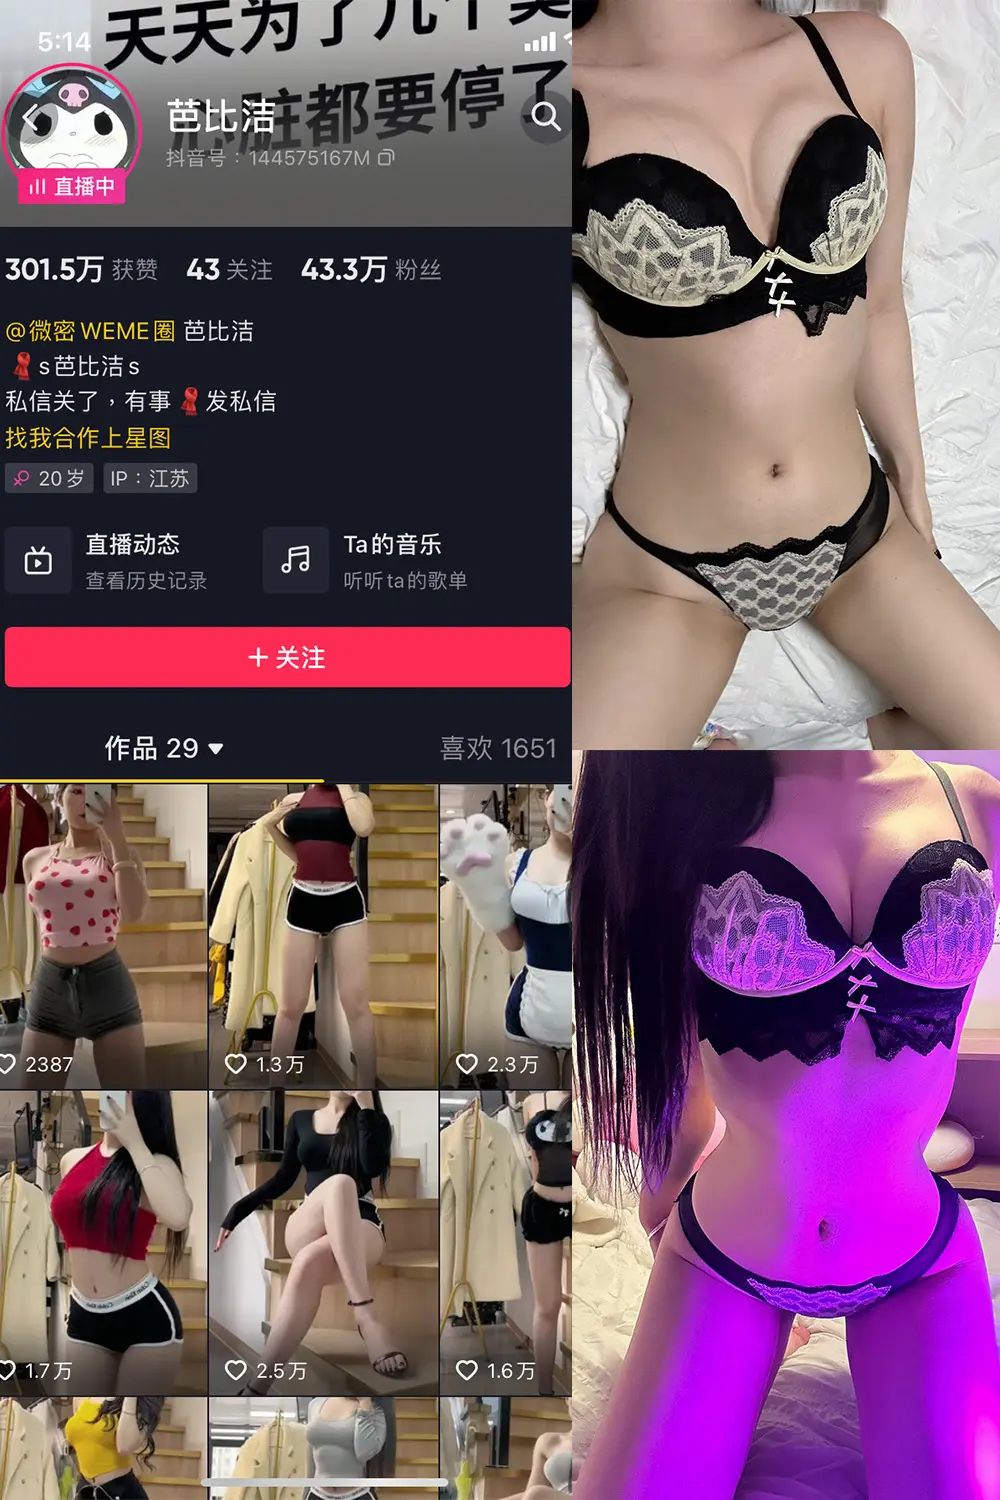 5:14
天天为了几个
心脏都要停了
芭比洁
抖音号：144575167M
直播中
301.5万 获赞 43 关注 43.3万 粉丝
@微密 WEME圈 芭比洁
s芭比洁s
私信关了，有事 发私信
找我合作上星图
20岁 IP：江苏
直播动态
查看历史记录
Ta的音乐
听听ta的歌单
关注
作品 29 喜欢 1651
2387 1.3万 2.3万
1.7万 2.5万 1.6万